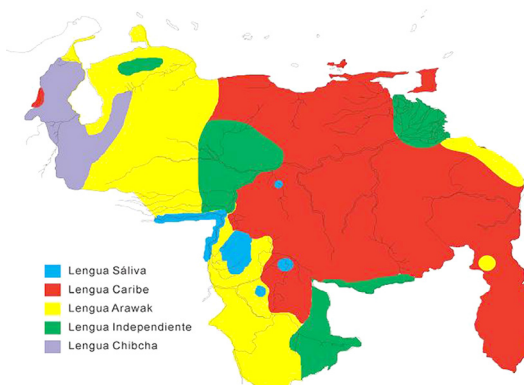 Lengua Sáliva
Lengua Caribe
Lengua Arawak
Lengua Independiente
Lengua Chibcha